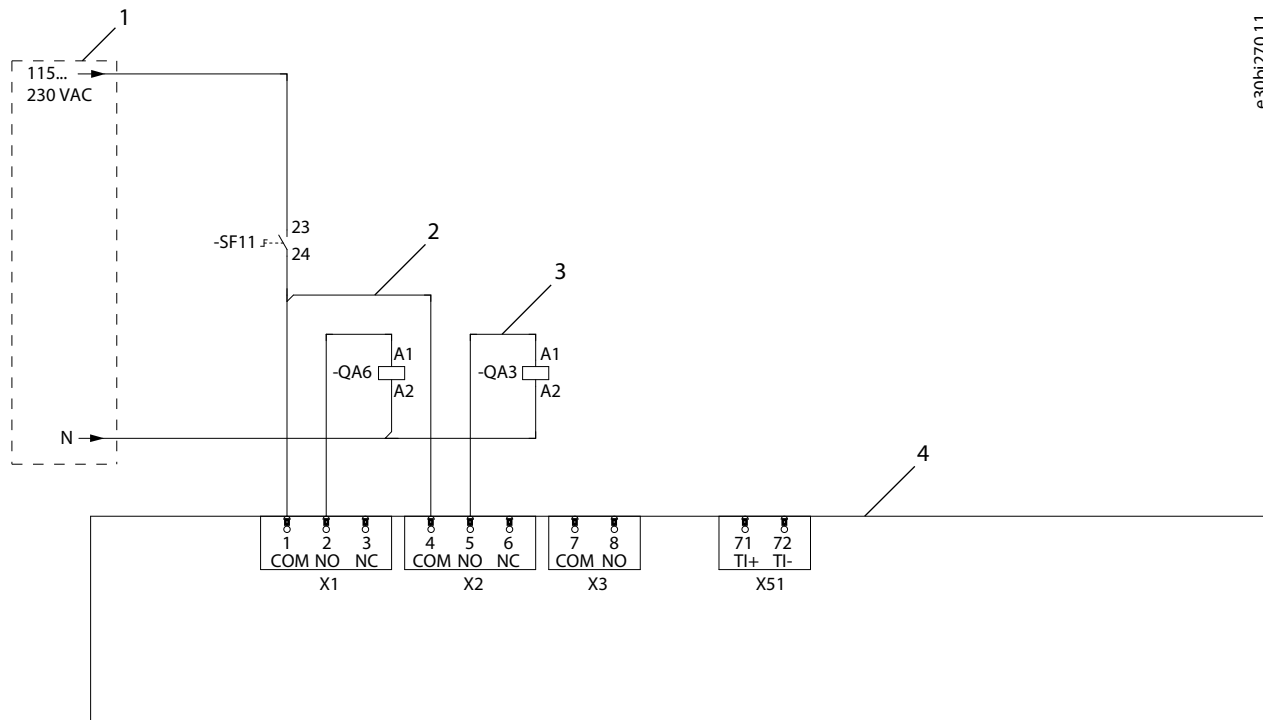 1
e30bj270.11
115...
230 VAC
23
-SF11
24
2
3
A1
-QA6
A2
A1
-QA3
A2
N
4
1 2 3
COM NO NC
X1
4 5 6
COM NO NC
X2
7 8
COM NO
X3
71 72
TI+ TI-
X51